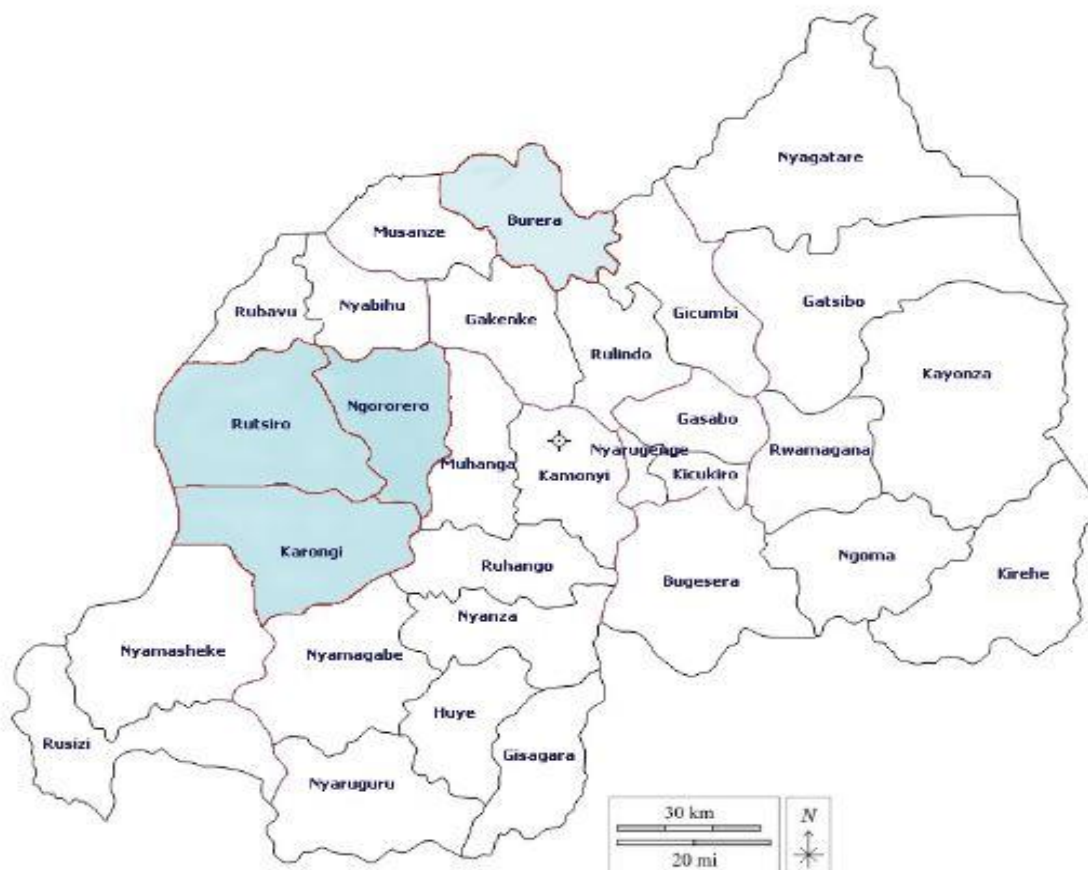 Nyagatare
Burera
Musanze
Rubavu
Nyabihu
Gakenke
Gicumbi
Gatsibo
Rulindo
Kayonza
Rutsiro
Ngororero
Gasabo
Muhanga
Kamonyi
Nyarugenge
Kicukiro
Rwamagana
Karongi
Ruhango
Bugesera
Ngoma
Kirehe
Nyanza
Nyamasheke
Nyamagabe
Huye
Rusizi
Gisagara
Nyaruguru
30 km
20 mi
N